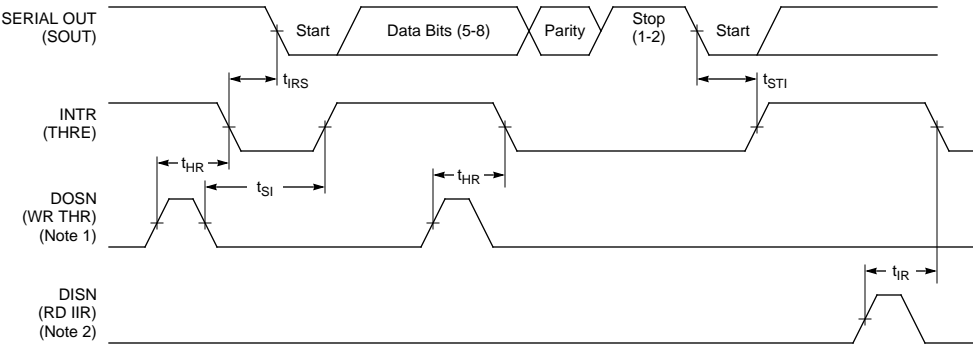 SERIAL OUT
(SOUT)
Start
Data Bits (5-8)
Parity
Stop
(1-2)
Start
tIRS
tSTI
INTR
(THRE)
tHR
tSI
tHR
DOSN
(WR THR)
(Note 1)
DISN
(RD IIR)
(Note 2)
tIR